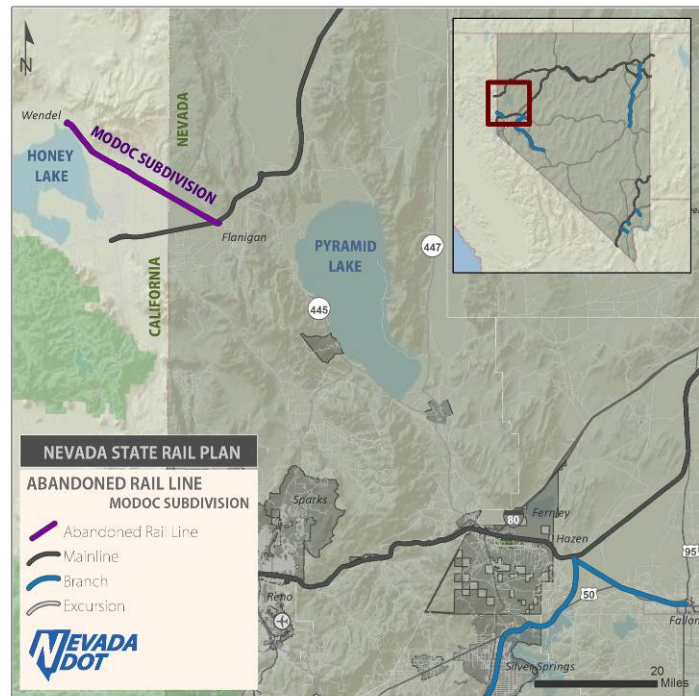 N
Wendel
HONEY
LAKE
MODOC SUBDIVISION
NEVADA
CALIFORNIA
Flanigan
PYRAMID
LAKE
447
445
NEVADA STATE RAIL PLAN
ABANDONED RAIL LINE
MODOC SUBDIVISION
Abandoned Rail Line
Mainline
Branch
Excursion
NEVADA
DOT
Sparks
Reno
80
Fernley
Hazen
95
50
Fallon
Silver Springs
0
20
Miles